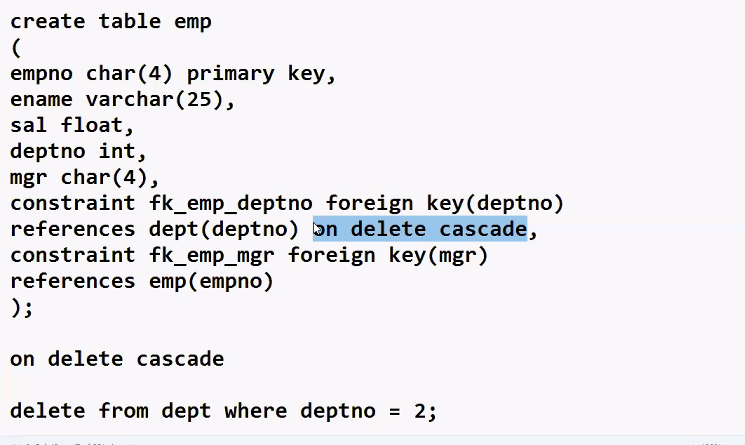 create table emp
(
empno char(4) primary key,
ename varchar(25),
sal float,
deptno int,
mgr char(4),
constraint fk_emp_deptno foreign key(deptno)
references dept(deptno) on delete cascade,
constraint fk_emp_mgr foreign key(mgr)
references emp(empno)
);
on delete cascade
delete from dept where deptno = 2;